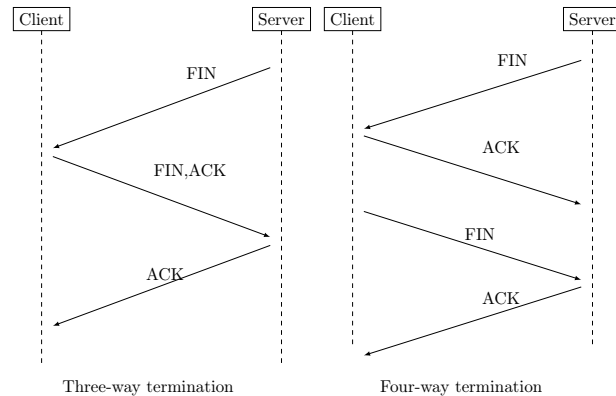 Client
Server
FIN
FIN,ACK
ACK
Three-way termination
Client
Server
FIN
ACK
FIN
ACK
Four-way termination